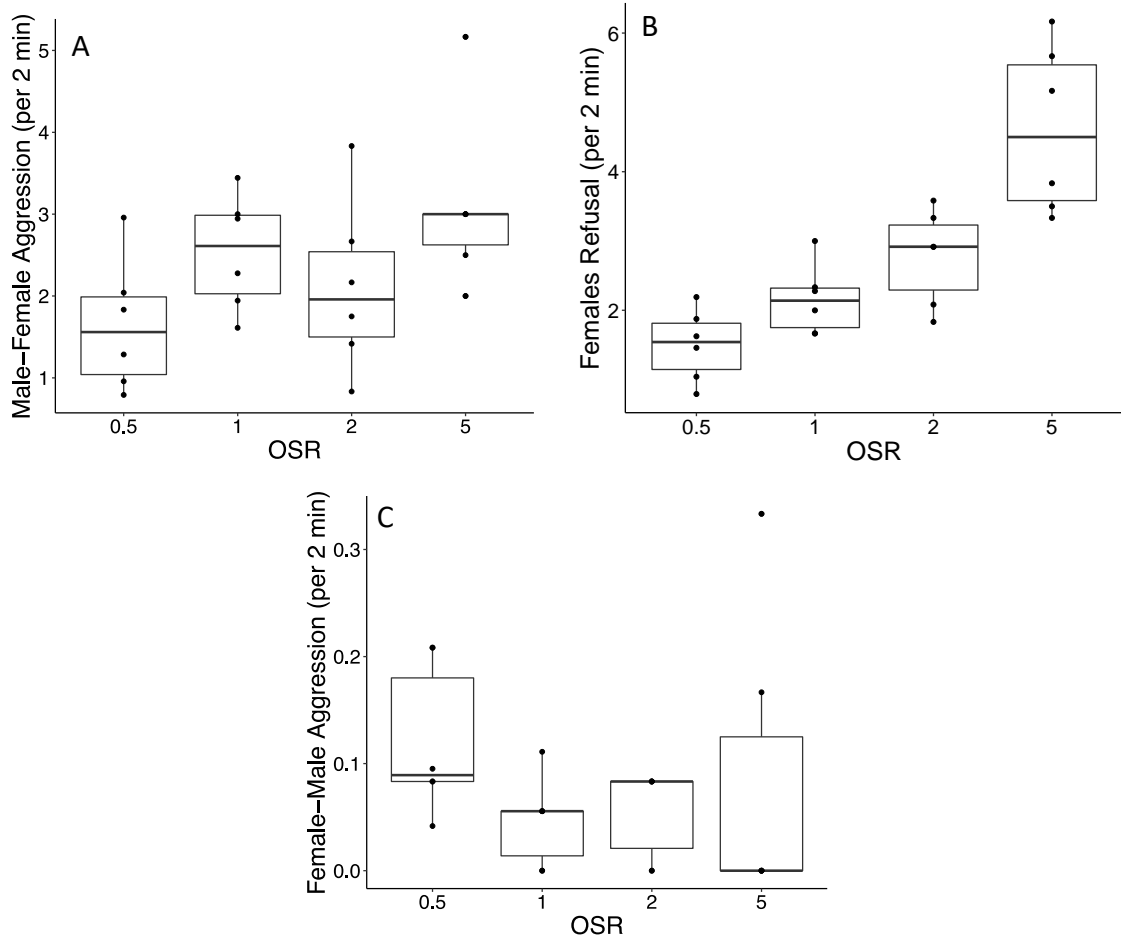 A
Male−Female Aggression (per 2 min)
5
4
3
2
1
0.5 1 2 5
OSR
B
Females Refusal (per 2 min)
6
4
2
0.5 1 2 5
OSR
C
Female−Male Aggression (per 2 min)
0.3
0.2
0.1
0.0
0.5 1 2 5
OSR